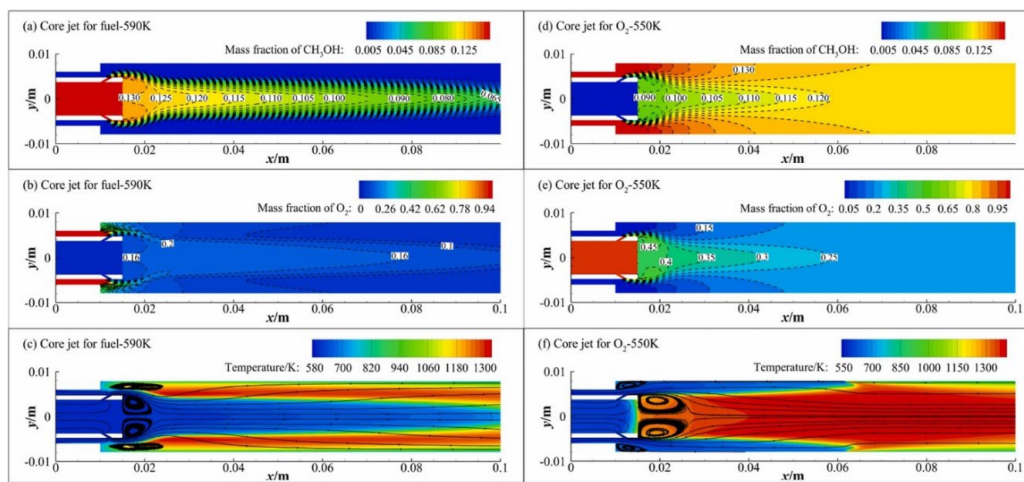 (a) Core jet for fuel-590K
Mass fraction of CH₃OH: 0.005 0.045 0.085 0.125
0.01
0
-0.01
y/m
0.130 0.125 0.120 0.115 0.110 0.105 0.100 0.090 0.080 0.065
0 0.02 0.04 0.06 0.08 0.1
x/m
(b) Core jet for fuel-590K
Mass fraction of O₂: 0 0.26 0.42 0.62 0.78 0.94
0.01
0
-0.01
y/m
0.16 0.2 0.16 0.1
0 0.02 0.04 0.06 0.08 0.1
x/m
(c) Core jet for fuel-590K
Temperature/K: 580 700 820 940 1060 1180 1300
0.01
0
-0.01
y/m
0 0.02 0.04 0.06 0.08 0.1
x/m
(d) Core jet for O₂-550K
Mass fraction of CH₃OH: 0.005 0.045 0.085 0.125
0.01
0
-0.01
y/m
0.130
0.090 0.100 0.105 0.110 0.115 0.120
0 0.02 0.04 0.06 0.08 0.1
x/m
(e) Core jet for O₂-550K
Mass fraction of O₂: 0.05 0.2 0.35 0.5 0.65 0.8 0.95
0.01
0
-0.01
y/m
0.15
0.45 0.4 0.35 0.3 0.25
0 0.02 0.04 0.06 0.08 0.1
x/m
(f) Core jet for O₂-550K
Temperature/K: 550 700 850 1000 1150 1300
0.01
0
-0.01
y/m
0 0.02 0.04 0.06 0.08 0.1
x/m